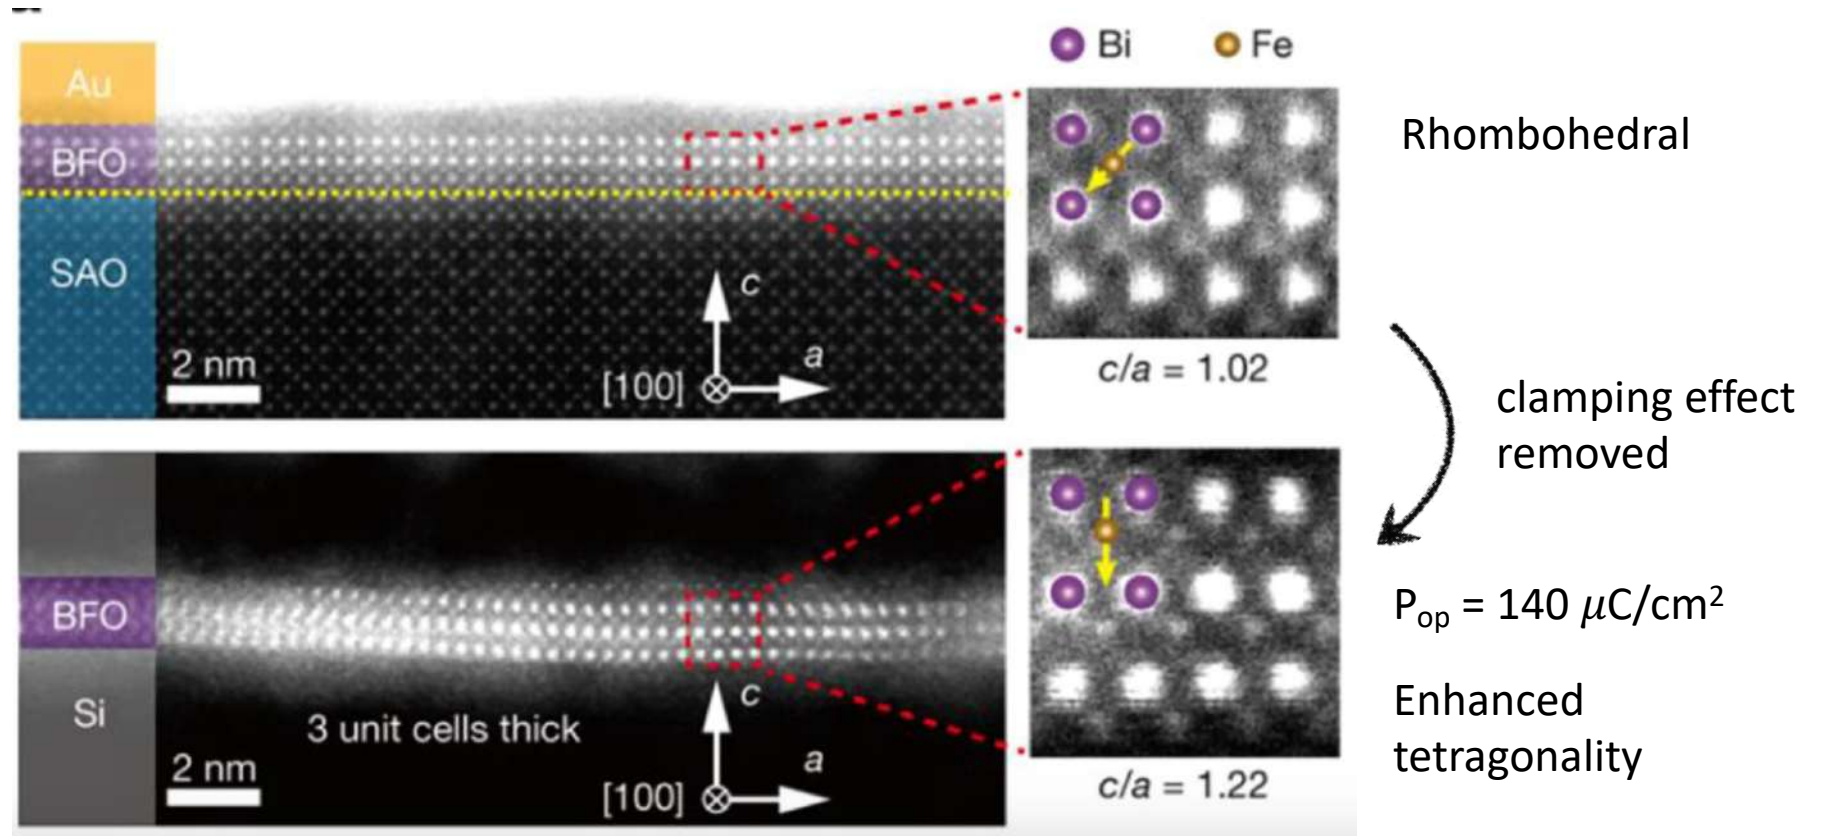 Bi
Fe
Au
BFO
SAO
2 nm
c
a
[100]
c/a = 1.02
Rhombohedral
clamping effect
removed
BFO
Si
3 unit cells thick
2 nm
c
a
[100]
c/a = 1.22
P_op = 140 𝜇C/cm²
Enhanced
tetragonality